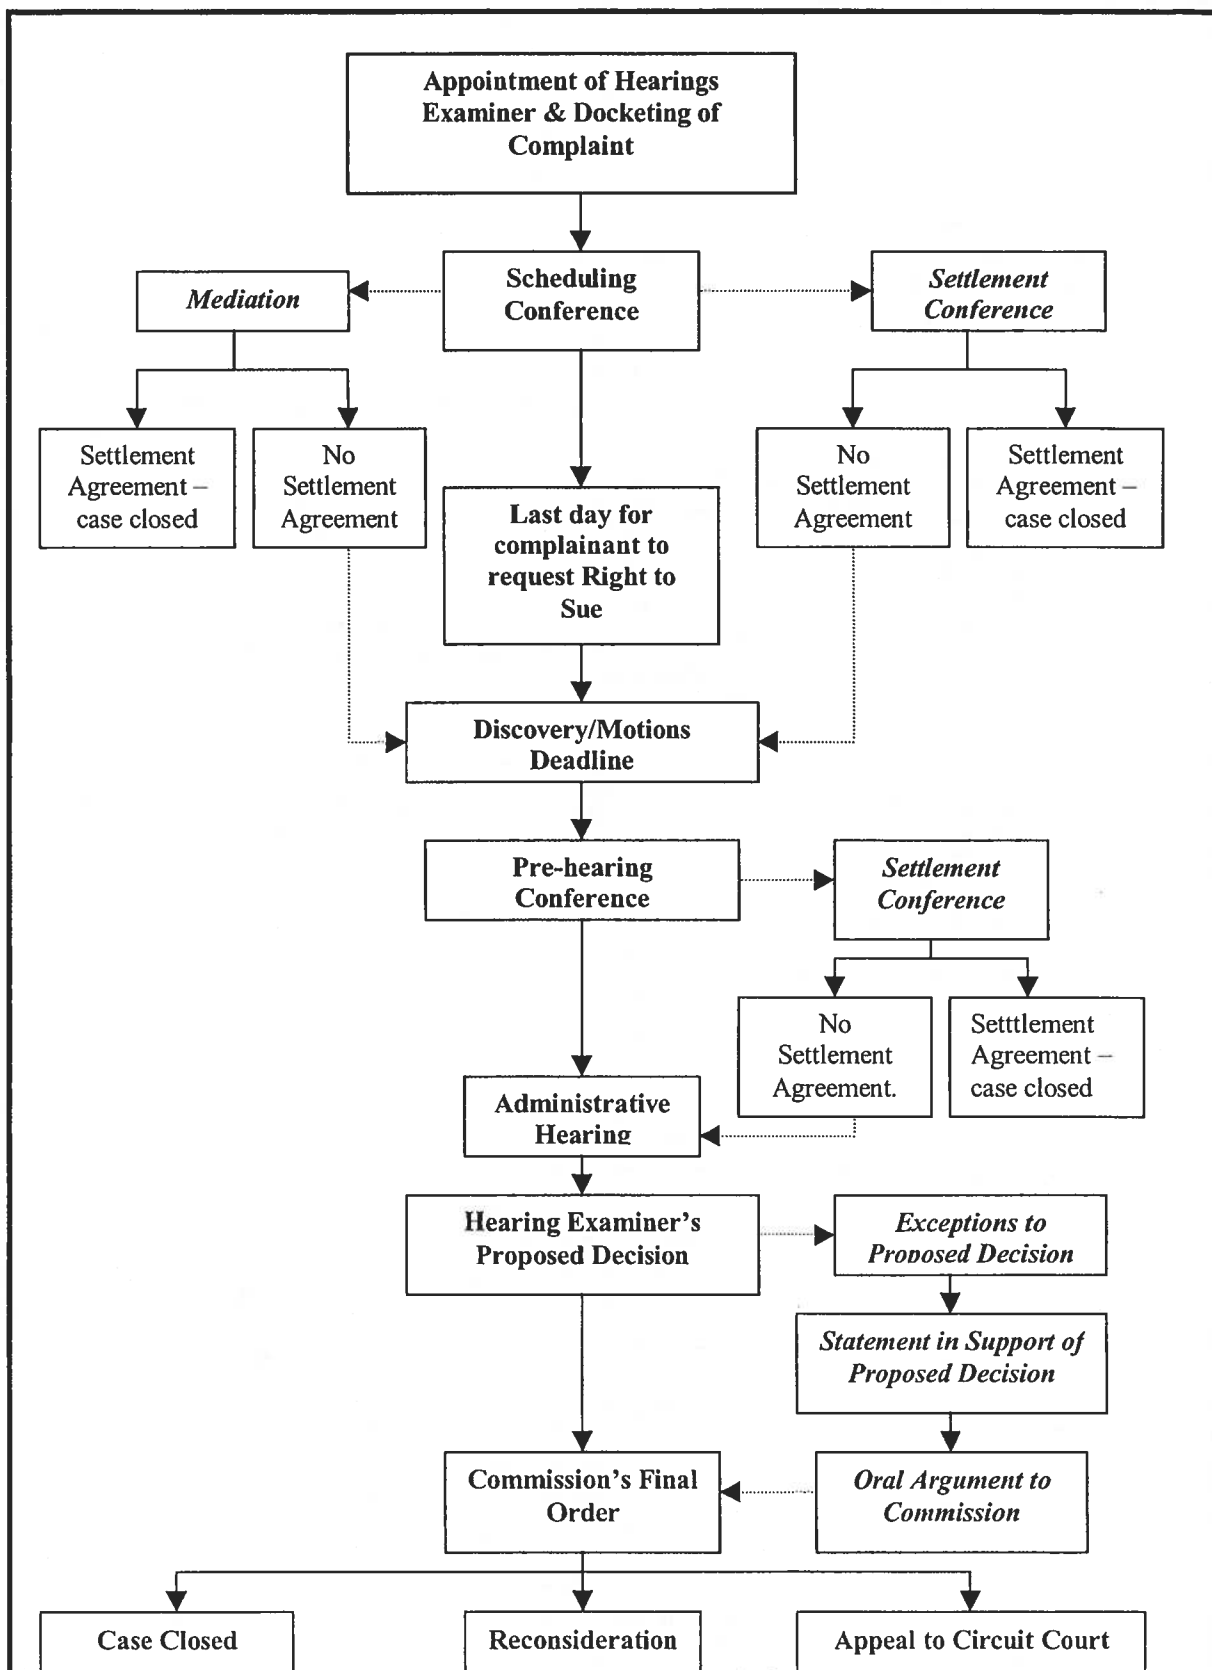 Appointment of Hearings
Examiner & Docketing of
Complaint
Mediation
Scheduling
Conference
Settlement
Conference
Settlement
Agreement –
case closed
No
Settlement
Agreement
Last day for
complainant to
request Right to
Sue
No
Settlement
Agreement
Settlement
Agreement –
case closed
Discovery/Motions
Deadline
Pre-hearing
Conference
Settlement
Conference
No
Settlement
Agreement.
Setttlement
Agreement –
case closed
Administrative
Hearing
Hearing Examiner's
Proposed Decision
Exceptions to
Proposed Decision
Statement in Support of
Proposed Decision
Commission's Final
Order
Oral Argument to
Commission
Case Closed
Reconsideration
Appeal to Circuit Court